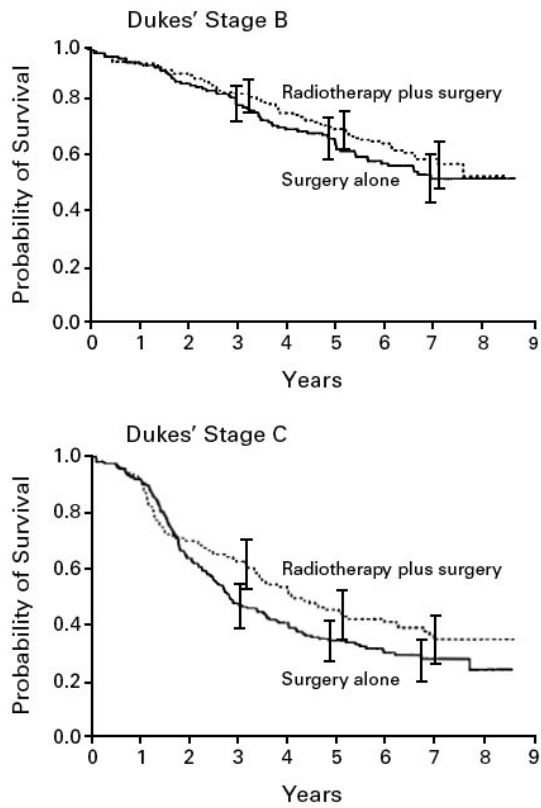 Dukes' Stage B
Probability of Survival
1.0
0.8
0.6
0.4
0.2
0.0
Radiotherapy plus surgery
Surgery alone
0 1 2 3 4 5 6 7 8 9
Years
Dukes' Stage C
Probability of Survival
1.0
0.8
0.6
0.4
0.2
0.0
Radiotherapy plus surgery
Surgery alone
0 1 2 3 4 5 6 7 8 9
Years